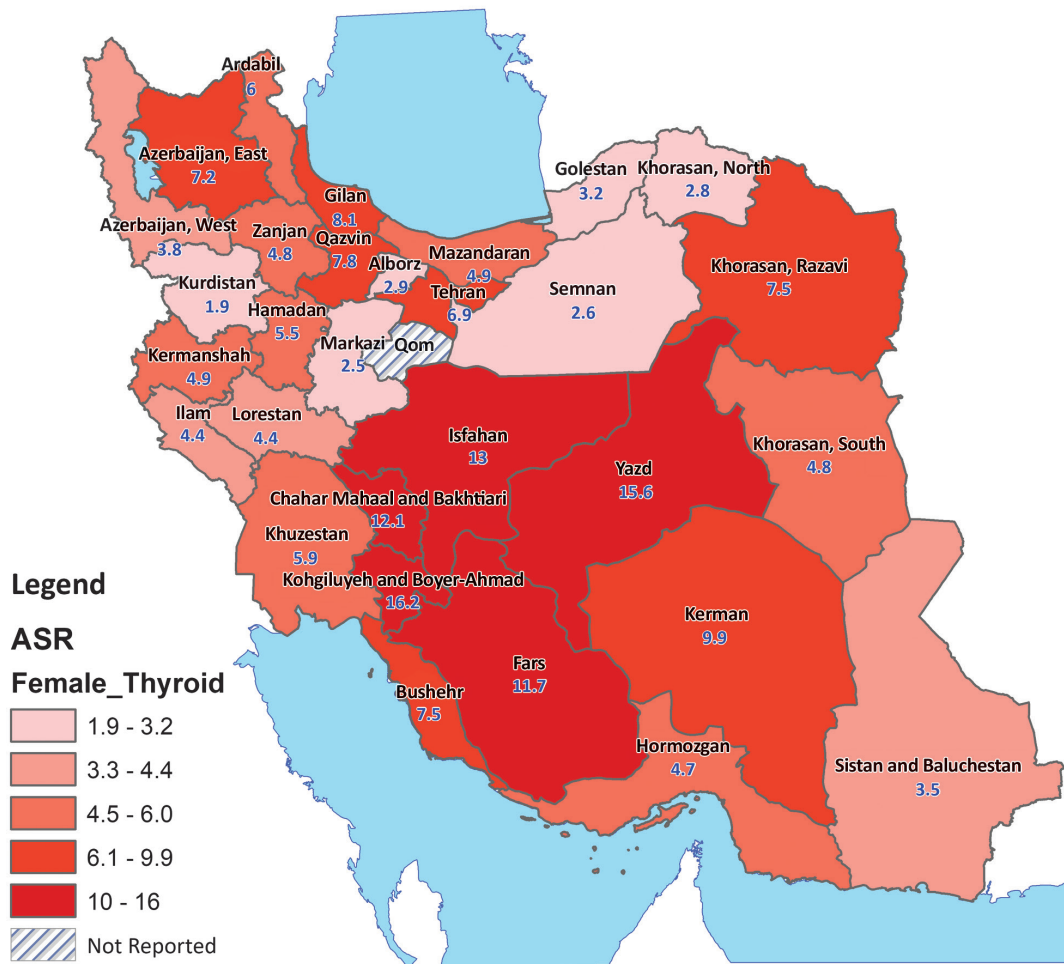 Ardabil
6
Azerbaijan, East
7.2
Golestan
3.2
Khorasan, North
2.8
Gilan
8.1
Azerbaijan, West
3.8
Zanjan
4.8
Qazvin
7.8
Mazandaran
4.9
Alborz
2.9
Khorasan, Razavi
7.5
Kurdistan
1.9
Tehran
6.9
Semnan
2.6
Hamadan
5.5
Markazi
2.5
Qom
Kermanshah
4.9
Ilam
4.4
Lorestan
4.4
Isfahan
13
Khorasan, South
4.8
Yazd
15.6
Chahar Mahaal and Bakhtiari
12.1
Khuzestan
5.9
Kohgiluyeh and Boyer-Ahmad
16.2
Kerman
9.9
Fars
11.7
Bushehr
7.5
Hormozgan
4.7
Sistan and Baluchestan
3.5
Legend
ASR
Female_Thyroid
1.9 - 3.2
3.3 - 4.4
4.5 - 6.0
6.1 - 9.9
10 - 16
Not Reported